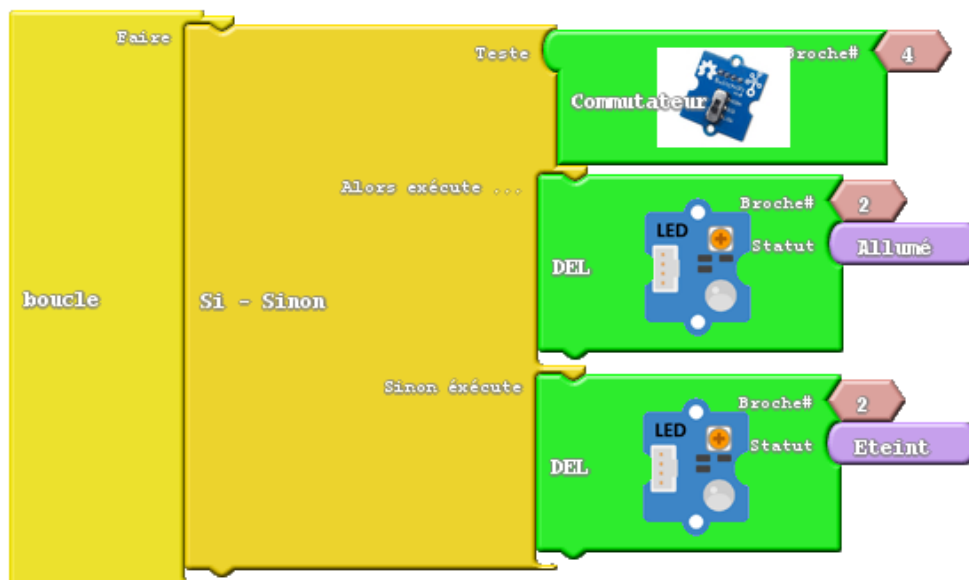 Faire
Teste
Broche#
4
Commutateur
Alors exécute ...
Broche#
2
LED
Statut
Allumé
DEL
boucle
Si - Sinon
Sinon éxécute
Broche#
2
LED
Statut
Eteint
DEL